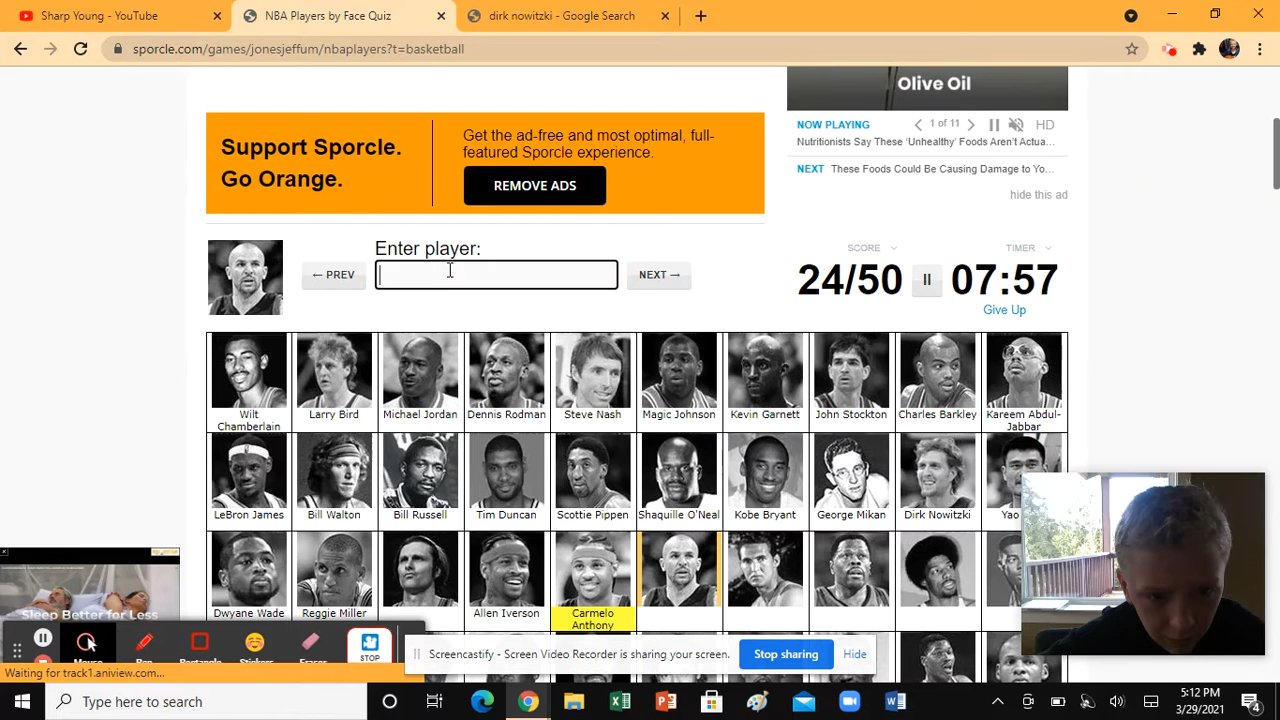 Sharp Young - YouTube
NBA Players by Face Quiz
dirk nowitzki - Google Search
sporcle.com/games/jonesjeffum/nbaplayers?t=basketball
Olive Oil
NOW PLAYING
1 of 11
HD
Nutritionists Say These 'Unhealthy' Foods Aren't Actua...
NEXT These Foods Could Be Causing Damage to Yo...
hide this ad
Support Sporcle.
Go Orange.
Get the ad-free and most optimal, full-
featured Sporcle experience.
REMOVE ADS
Enter player:
← PREV
NEXT →
SCORE
TIMER
24/50
07:57
Give Up
Wilt
Chamberlain
Larry Bird
Michael Jordan
Dennis Rodman
Steve Nash
Magic Johnson
Kevin Garnett
John Stockton
Charles Barkley
Kareem Abdul-
Jabbar
LeBron James
Bill Walton
Bill Russell
Tim Duncan
Scottie Pippen
Shaquille O'Neal
Kobe Bryant
George Mikan
Dirk Nowitzki
Yao
Dwyane Wade
Reggie Miller
Allen Iverson
Carmelo
Anthony
Sleep Better for Less
Mouse
Pen
Rectangle
Stickers
Eraser
STOP
Screencastify - Screen Video Recorder is sharing your screen.
Stop sharing
Hide
Waiting for track1.aniview.com...
Type here to search
5:12 PM
3/29/2021
4